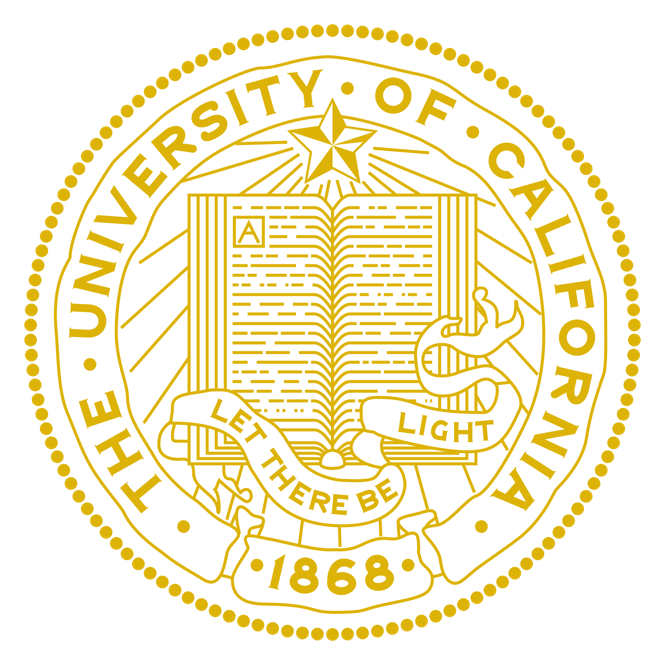 THE · UNIVERSITY · OF · CALIFORNIA
A
LET THERE BE
LIGHT
·1868·